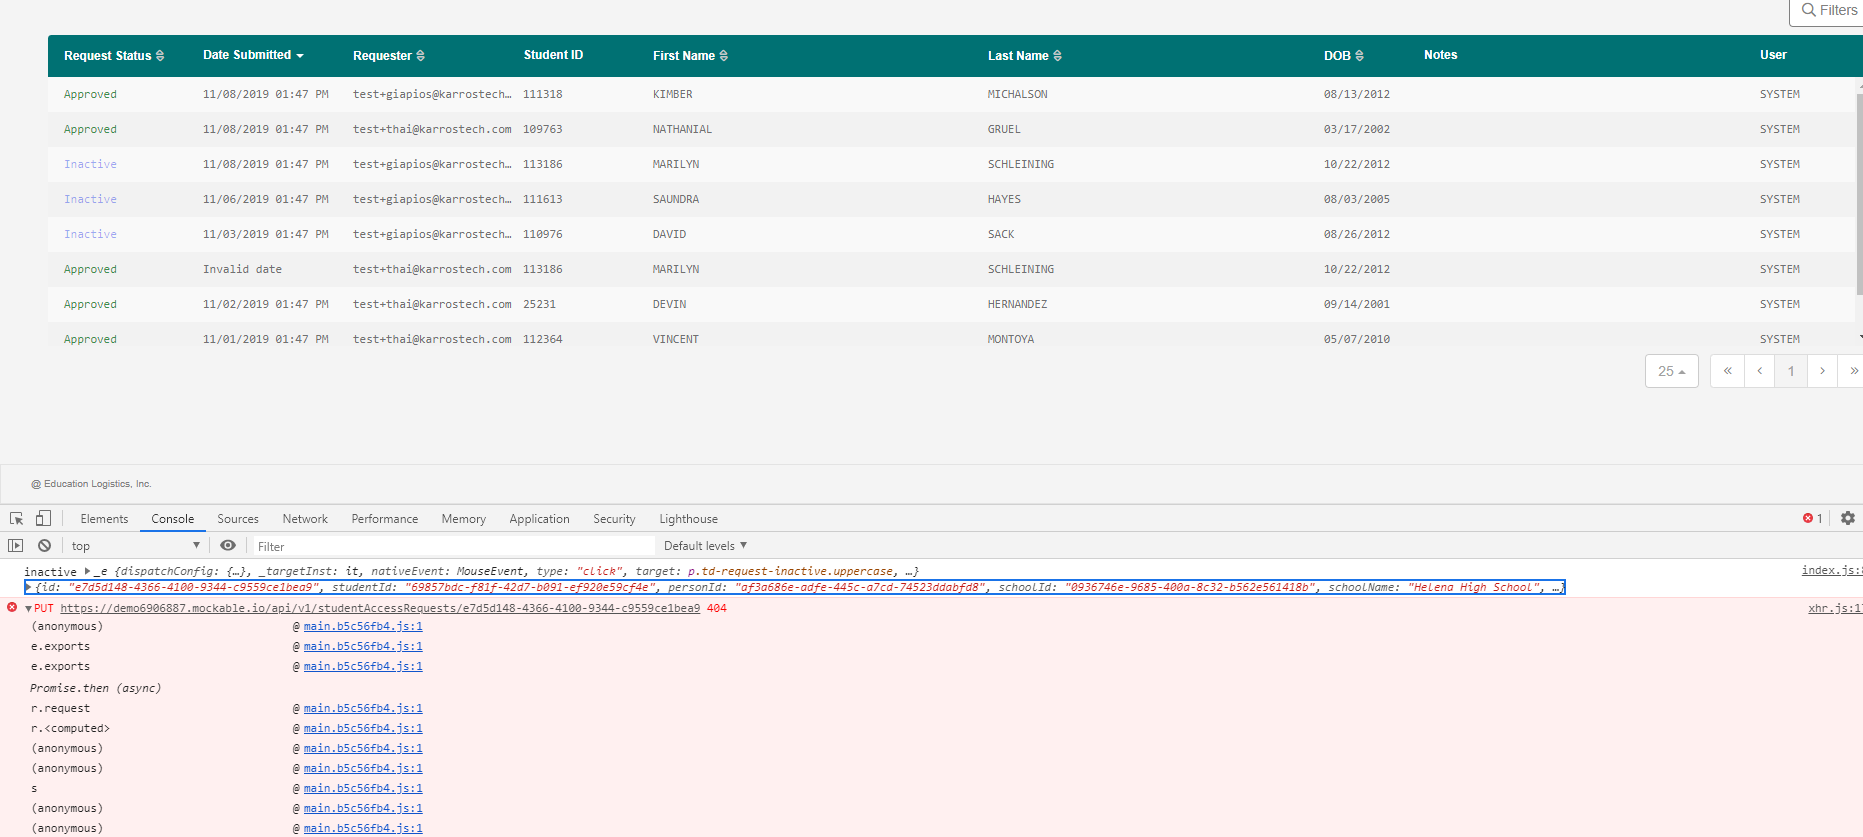 Filters
Request Status Date Submitted Requester Student ID First Name Last Name DOB Notes User
Approved 11/08/2019 01:47 PM test+giapios@karrostech… 111318 KIMBER MICHALSON 08/13/2012 SYSTEM
Approved 11/08/2019 01:47 PM test+thai@karrostech.com 109763 NATHANIAL GRUEL 03/17/2002 SYSTEM
Inactive 11/08/2019 01:47 PM test+giapios@karrostech… 113186 MARILYN SCHLEINING 10/22/2012 SYSTEM
Inactive 11/06/2019 01:47 PM test+giapios@karrostech… 111613 SAUNDRA HAYES 08/03/2005 SYSTEM
Inactive 11/03/2019 01:47 PM test+giapios@karrostech… 110976 DAVID SACK 08/26/2012 SYSTEM
Approved Invalid date test+thai@karrostech.com 113186 MARILYN SCHLEINING 10/22/2012 SYSTEM
Approved 11/02/2019 01:47 PM test+thai@karrostech.com 25231 DEVIN HERNANDEZ 09/14/2001 SYSTEM
Approved 11/01/2019 01:47 PM test+thai@karrostech.com 112364 VINCENT MONTOYA 05/07/2010 SYSTEM
25 « ‹ 1 › »
@ Education Logistics, Inc.
Elements Console Sources Network Performance Memory Application Security Lighthouse 1
top Filter Default levels
inactive _e {dispatchConfig: {…}, _targetInst: it, nativeEvent: MouseEvent, type: "click", target: p.td-request-inactive.uppercase, …} index.js:8
{id: "e7d5d148-4366-4100-9344-c9559ce1bea9", studentId: "69857bdc-f81f-42d7-b091-ef920e59cf4e", personId: "af3a686e-adfe-445c-a7cd-74523ddabfd8", schoolId: "0936746e-9685-400a-8c32-b562e561418b", schoolName: "Helena High School", …}
PUT https://demo6906887.mockable.io/api/v1/studentAccessRequests/e7d5d148-4366-4100-9344-c9559ce1bea9 404 xhr.js:17
(anonymous) @ main.b5c56fb4.js:1
e.exports @ main.b5c56fb4.js:1
e.exports @ main.b5c56fb4.js:1
Promise.then (async)
r.request @ main.b5c56fb4.js:1
r.<computed> @ main.b5c56fb4.js:1
(anonymous) @ main.b5c56fb4.js:1
(anonymous) @ main.b5c56fb4.js:1
s @ main.b5c56fb4.js:1
(anonymous) @ main.b5c56fb4.js:1
(anonymous) @ main.b5c56fb4.js:1